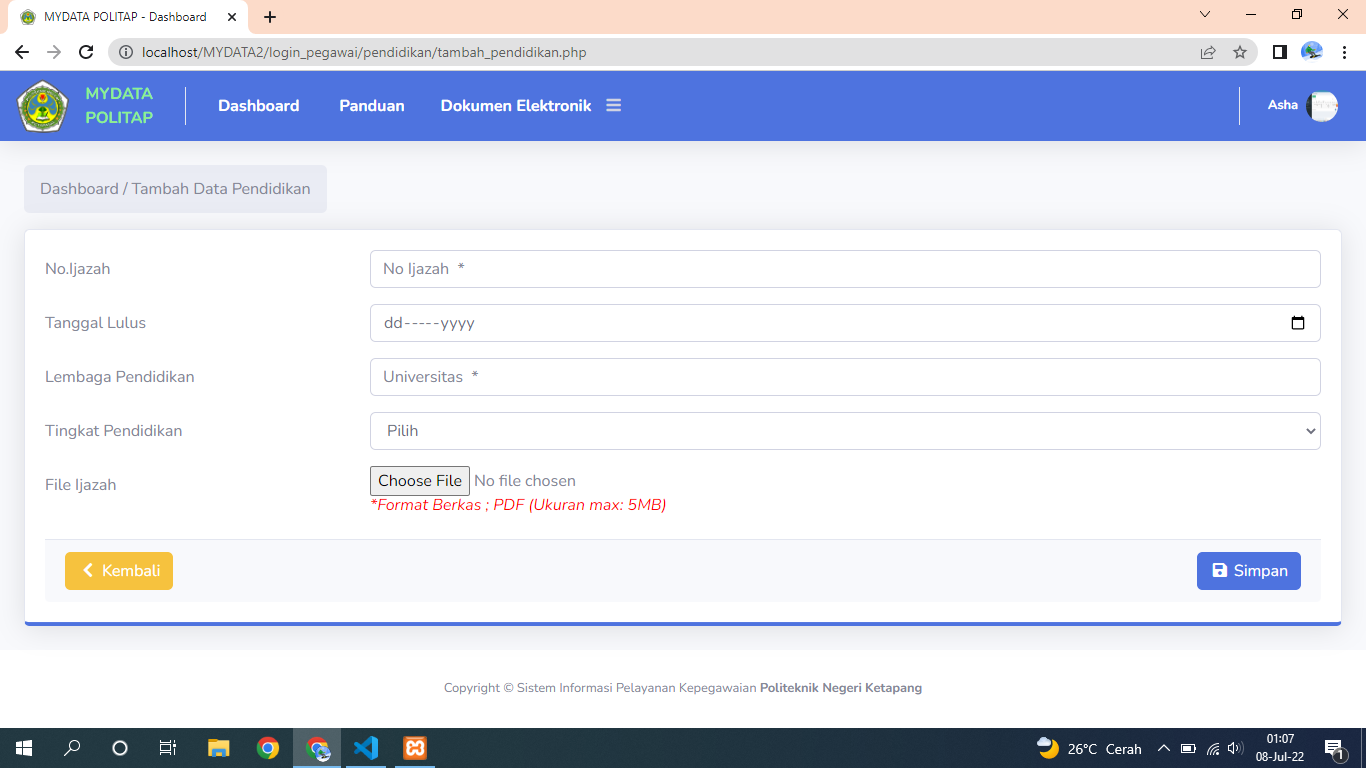 MYDATA POLITAP - Dashboard
localhost/MYDATA2/login_pegawai/pendidikan/tambah_pendidikan.php
MYDATA
POLITAP
Dashboard
Panduan
Dokumen Elektronik
Asha
Dashboard / Tambah Data Pendidikan
No.Ijazah
No Ijazah *
Tanggal Lulus
dd-----yyyy
Lembaga Pendidikan
Universitas *
Tingkat Pendidikan
Pilih
File Ijazah
Choose File No file chosen
*Format Berkas ; PDF (Ukuran max: 5MB)
Kembali
Simpan
Copyright © Sistem Informasi Pelayanan Kepegawaian Politeknik Negeri Ketapang
26°C Cerah
01:07
08-Jul-22
1